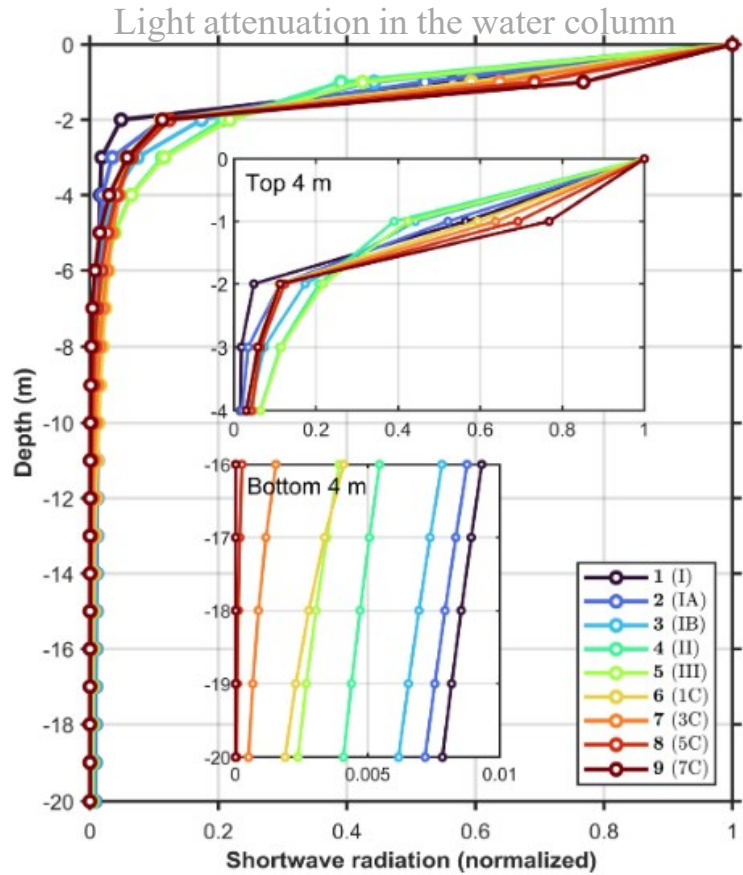 Light attenuation in the water column
0
-2
-4
-6
-8
-10
-12
-14
-16
-18
-20
Depth (m)
0 0.2 0.4 0.6 0.8 1
Shortwave radiation (normalized)
Top 4 m
0
-1
-2
-3
-4
0 0.2 0.4 0.6 0.8 1
Bottom 4 m
-16
-17
-18
-19
-20
0 0.005 0.01
1 (I)
2 (IA)
3 (IB)
4 (II)
5 (III)
6 (1C)
7 (3C)
8 (5C)
9 (7C)